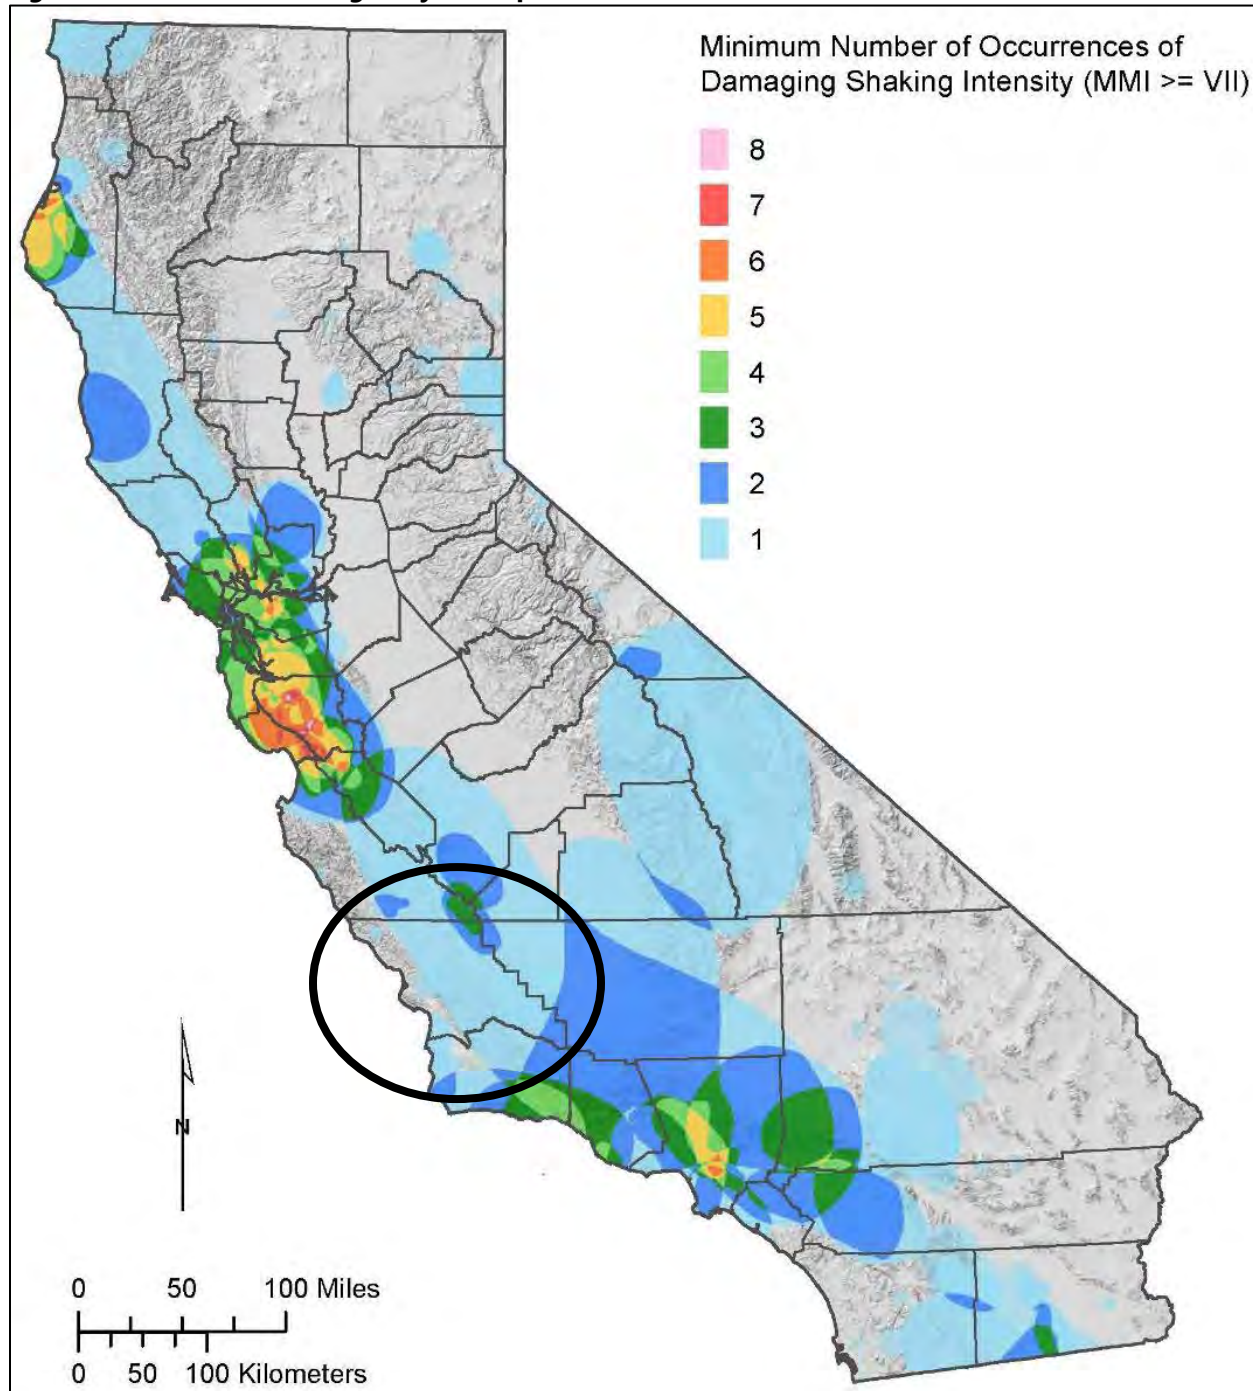 Minimum Number of Occurrences of
Damaging Shaking Intensity (MMI >= VII)
8
7
6
5
4
3
2
1
N
0 50 100 Miles
0 50 100 Kilometers